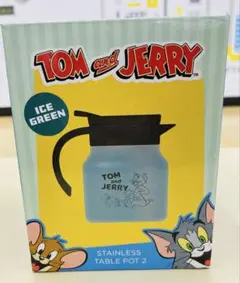 TOM and JERRY
ICE
GREEN
TOM
and
JERRY
STAINLESS
TABLE POT 2